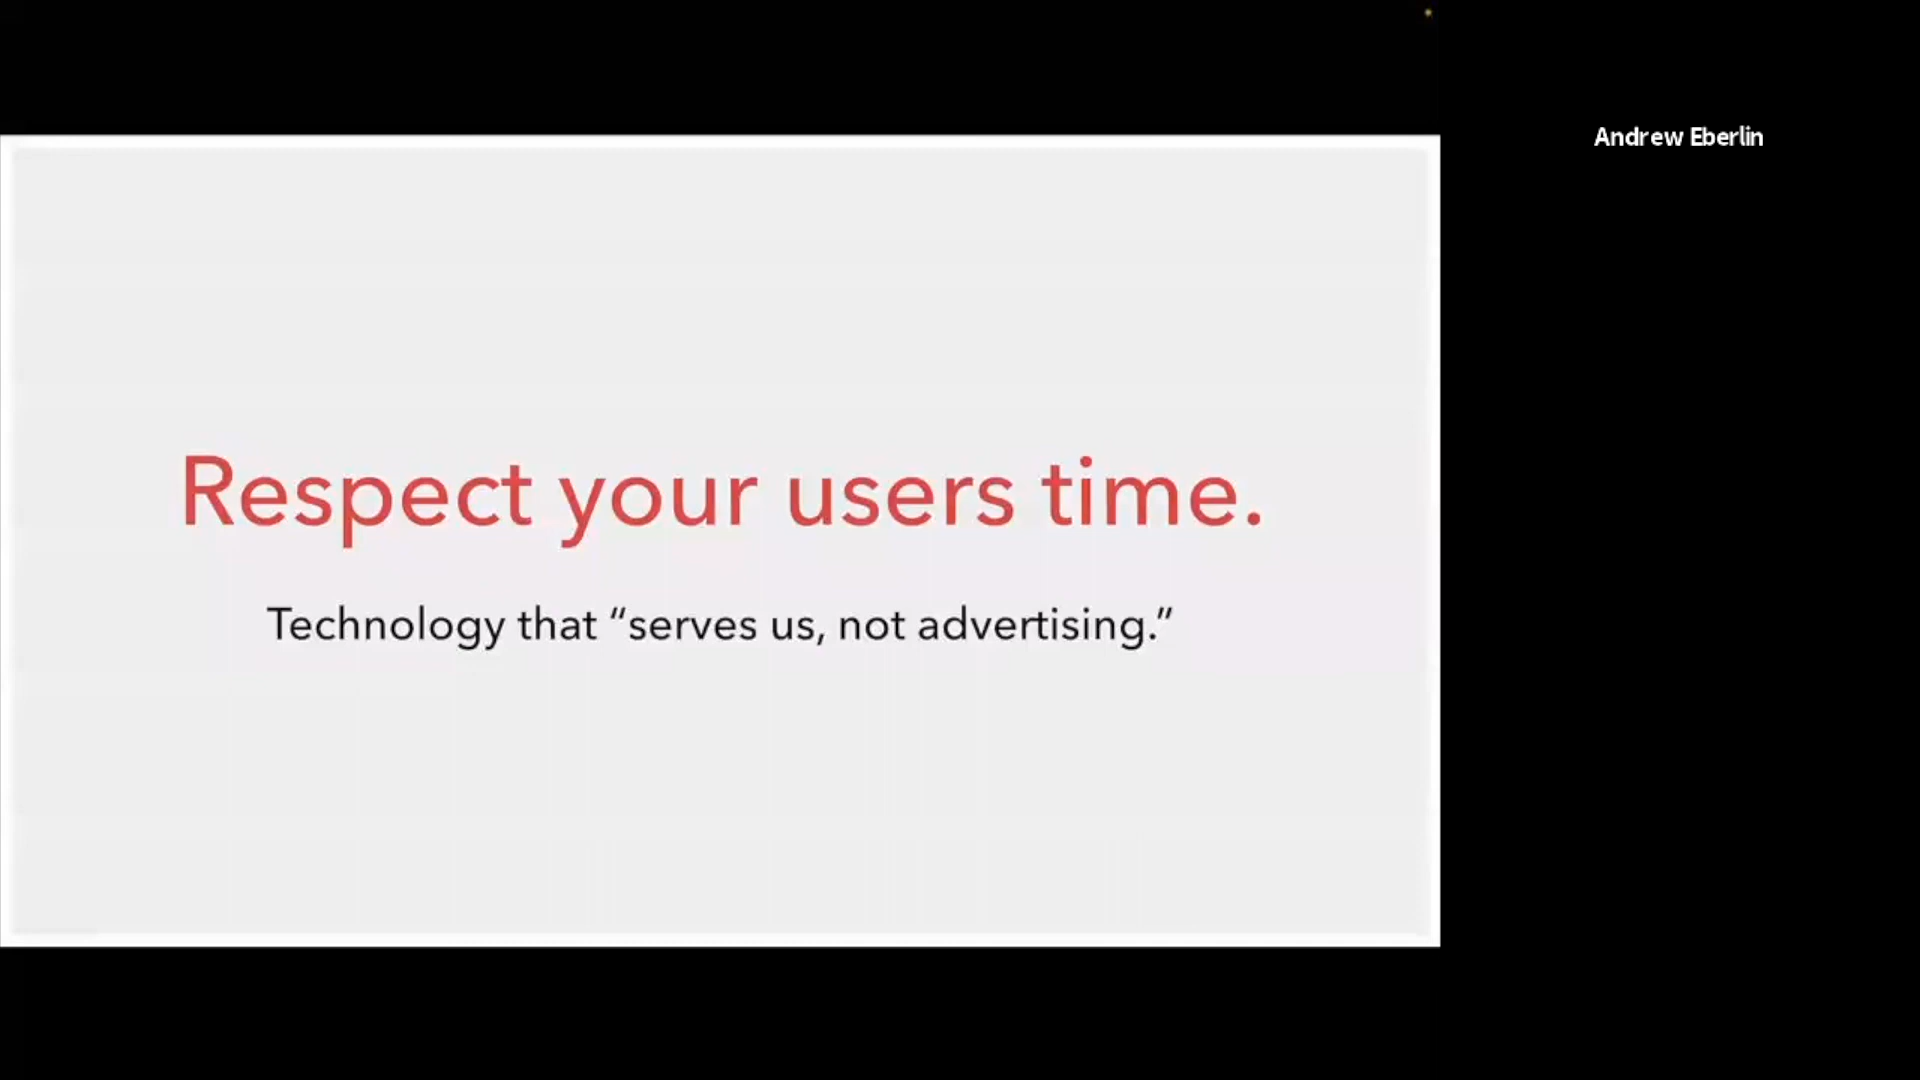 Andrew Eberlin
Respect your users time.
Technology that “serves us, not advertising.”